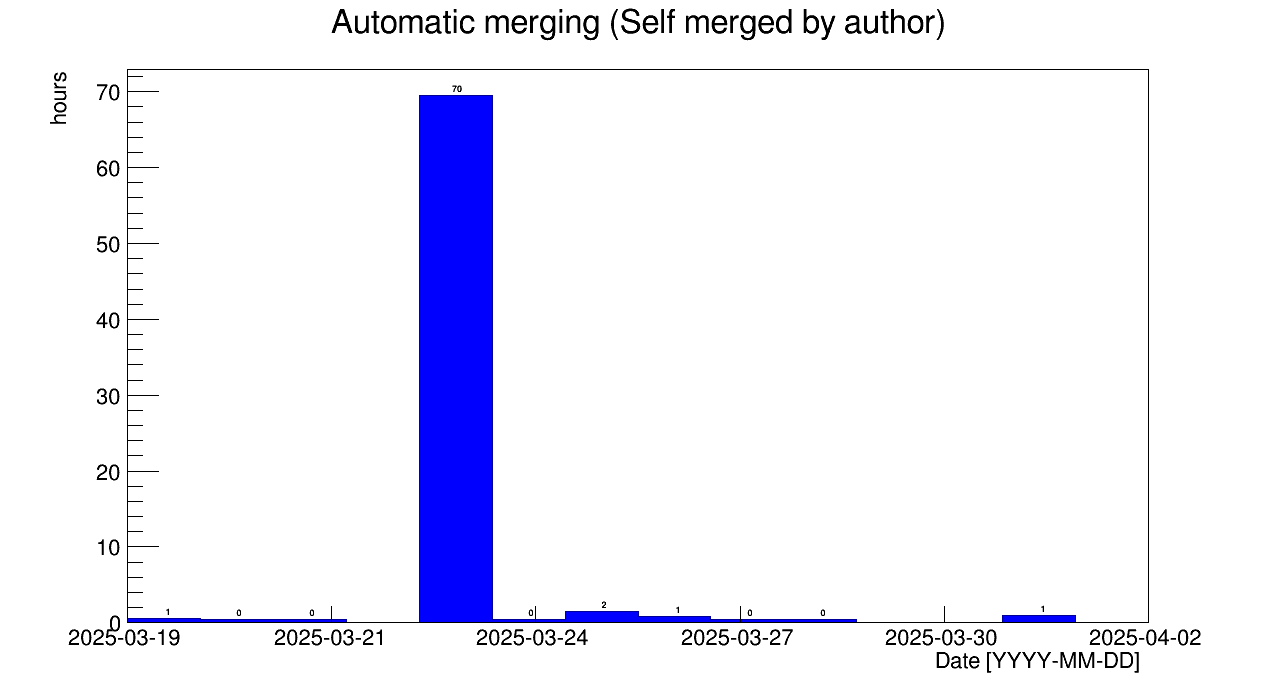 Automatic merging (Self merged by author)
hours
70
60
50
40
30
20
10
0
1 0 0 70 0 2 1 0 0 1
2025-03-19 2025-03-21 2025-03-24 2025-03-27 2025-03-30 2025-04-02
Date [YYYY-MM-DD]